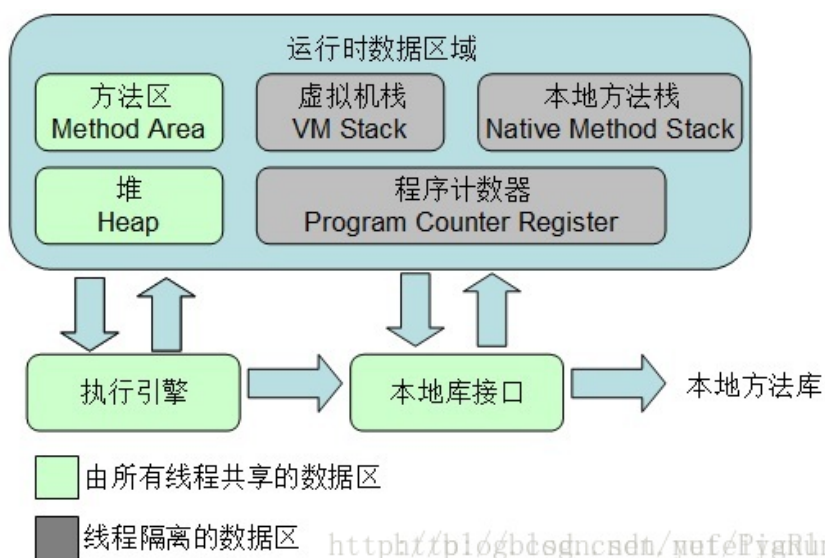 运行时数据区域
方法区
Method Area
虚拟机栈
VM Stack
本地方法栈
Native Method Stack
堆
Heap
程序计数器
Program Counter Register
执行引擎
本地库接口
本地方法库
由所有线程共享的数据区
线程隔离的数据区